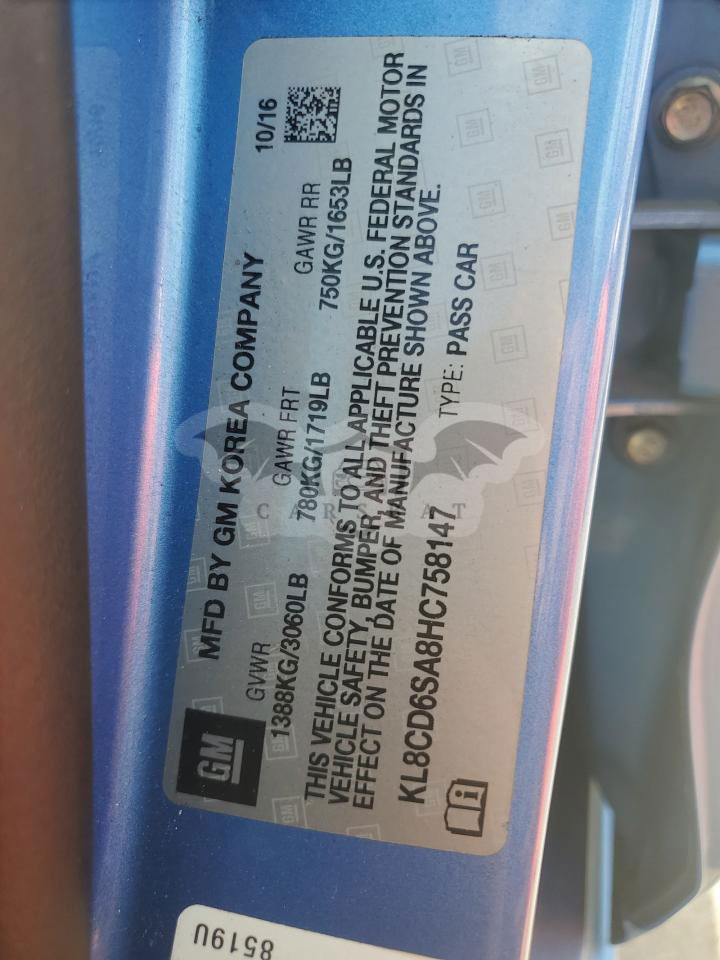 MFD BY GM KOREA COMPANY 10/16
GVWR GAWR FRT GAWR RR
1388KG/3060LB 780KG/1719LB 750KG/1653LB
THIS VEHICLE CONFORMS TO ALL APPLICABLE U.S. FEDERAL MOTOR
VEHICLE SAFETY, BUMPER, AND THEFT PREVENTION STANDARDS IN
EFFECT ON THE DATE OF MANUFACTURE SHOWN ABOVE.
KL8CD6SA8HC758147 TYPE: PASS CAR
GM
8519U